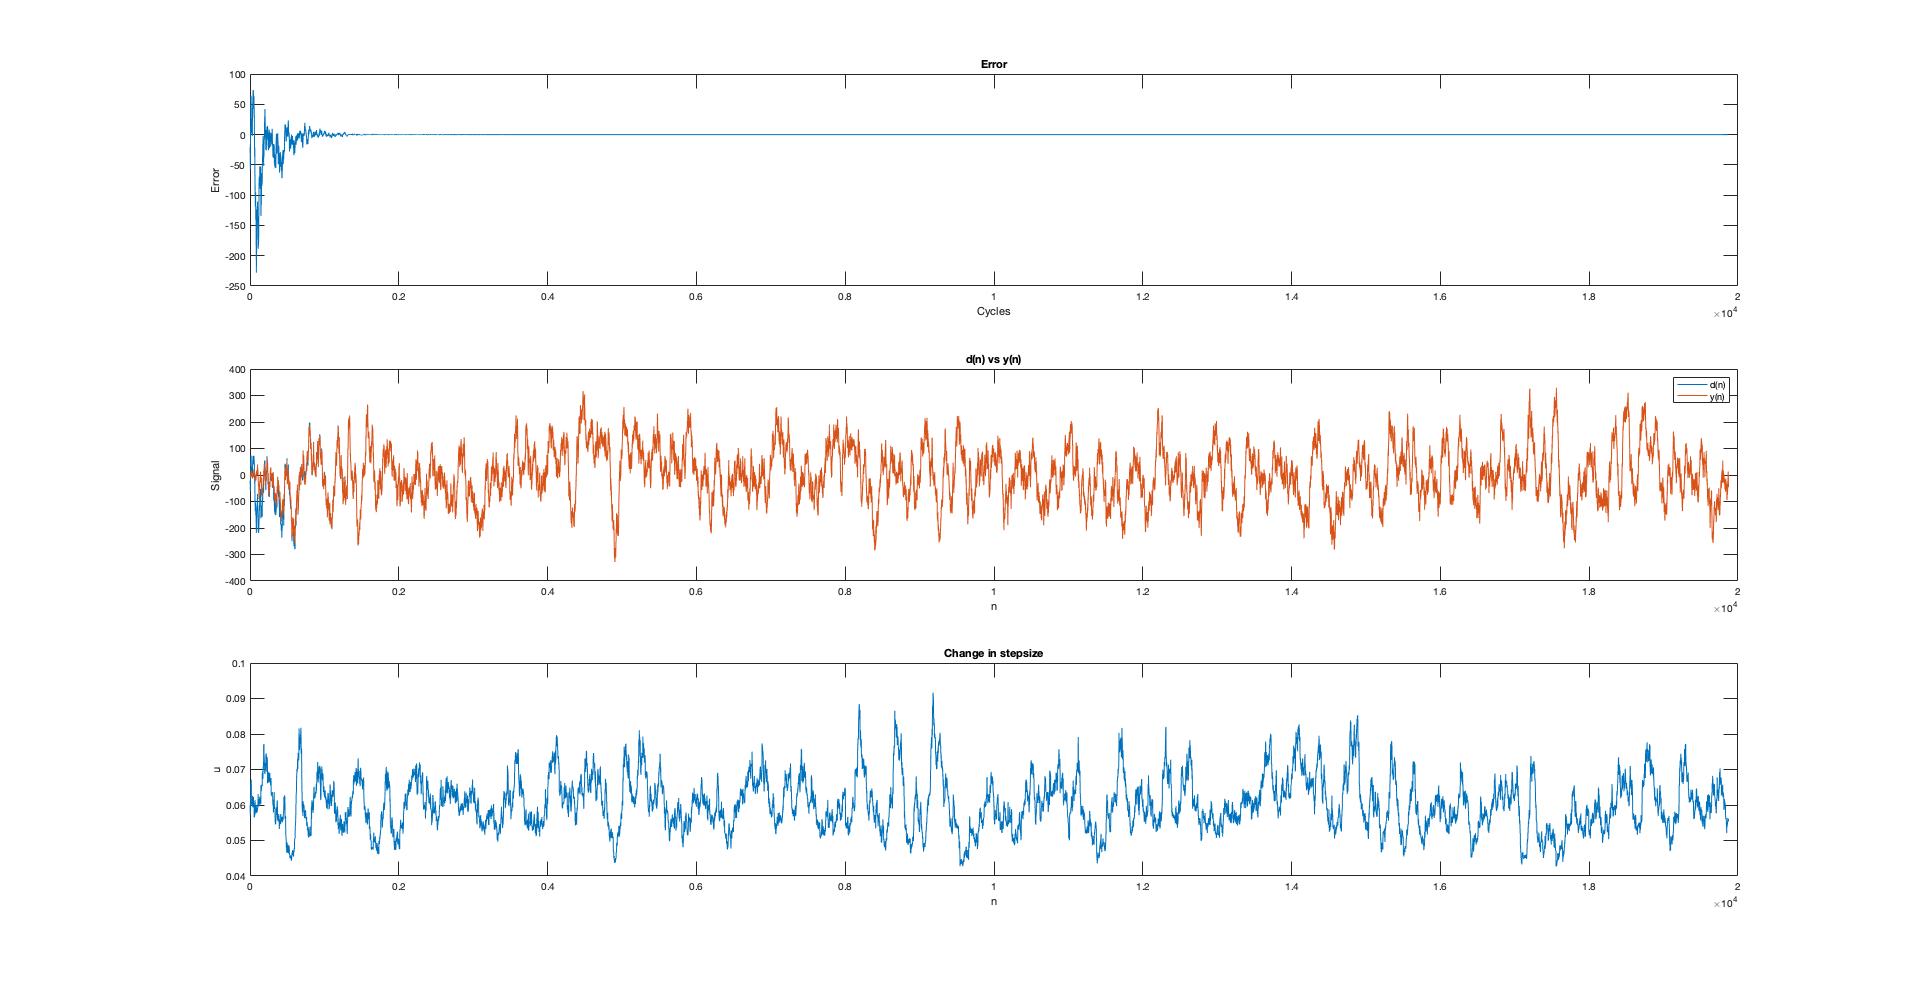 Error
100
50
0
-50
-100
-150
-200
-250
Error
0 0.2 0.4 0.6 0.8 1 1.2 1.4 1.6 1.8 2
Cycles
×10^4
d(n) vs y(n)
400
300
200
100
0
-100
-200
-300
-400
Signal
d(n)
y(n)
0 0.2 0.4 0.6 0.8 1 1.2 1.4 1.6 1.8 2
n
×10^4
Change in stepsize
0.1
0.09
0.08
0.07
0.06
0.05
0.04
u
0 0.2 0.4 0.6 0.8 1 1.2 1.4 1.6 1.8 2
n
×10^4